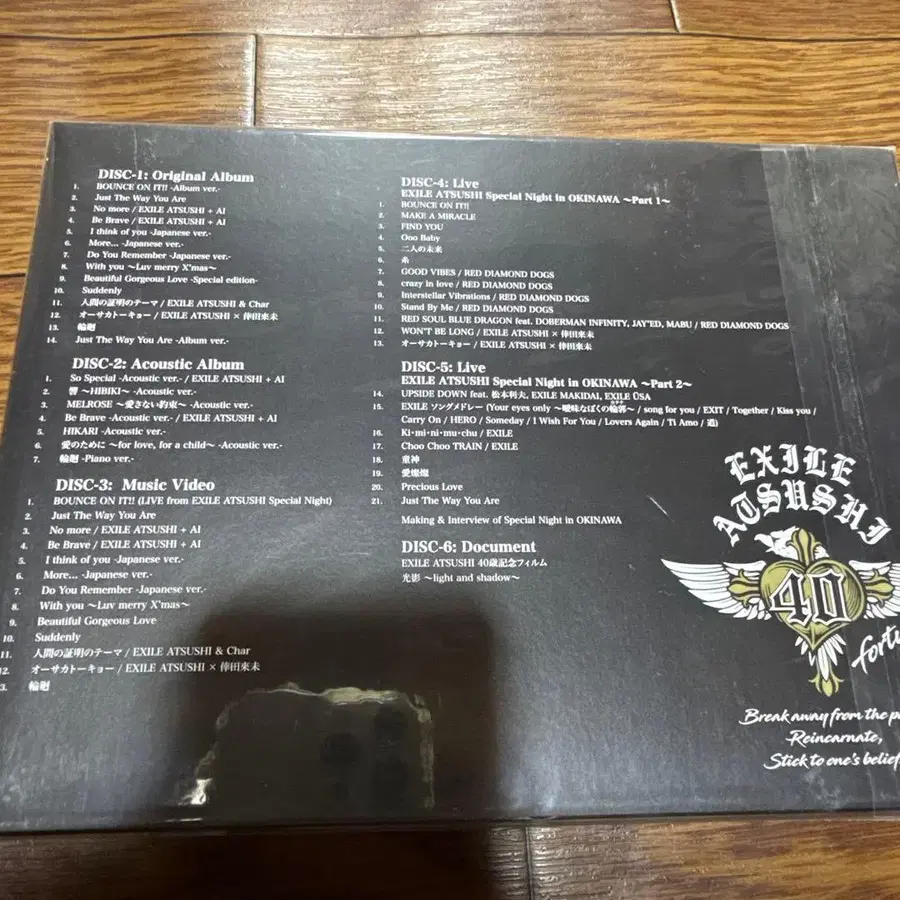 DISC-1: Original Album
1. BOUNCE ON IT!! -Album ver.-
2. Just The Way You Are
3. No more / EXILE ATSUSHI + AI
4. Be Brave / EXILE ATSUSHI + AI
5. I think of you -Japanese ver.-
6. More... -Japanese ver.-
7. Do You Remember -Japanese ver.-
8. With you 〜Luv merry X'mas〜
9. Beautiful Gorgeous Love -Special edition-
10. Suddenly
11. 人間の証明のテーマ / EXILE ATSUSHI & Char
12. オーサカトーキョー / EXILE ATSUSHI × 倖田來未
13. 輪廻
14. Just The Way You Are -Album ver.-
DISC-2: Acoustic Album
1. So Special -Acoustic ver.- / EXILE ATSUSHI + AI
2. 響 〜HIBIKI〜 -Acoustic ver.-
3. MELROSE 〜愛さない約束〜 -Acoustic ver.-
4. Be Brave -Acoustic ver.- / EXILE ATSUSHI + AI
5. HIKARI -Acoustic ver.-
6. 愛のために 〜for love, for a child〜 -Acoustic ver.-
7. 輪廻 -Piano ver.-
DISC-3: Music Video
1. BOUNCE ON IT!! (LIVE from EXILE ATSUSHI Special Night)
2. Just The Way You Are
3. No more / EXILE ATSUSHI + AI
4. Be Brave / EXILE ATSUSHI + AI
5. I think of you -Japanese ver.-
6. More... -Japanese ver.-
7. Do You Remember -Japanese ver.-
8. With you 〜Luv merry X'mas〜
9. Beautiful Gorgeous Love
10. Suddenly
11. 人間の証明のテーマ / EXILE ATSUSHI & Char
12. オーサカトーキョー / EXILE ATSUSHI × 倖田來未
3. 輪廻
DISC-4: Live
EXILE ATSUSHI Special Night in OKINAWA 〜Part 1〜
1. BOUNCE ON IT!!
2. MAKE A MIRACLE
3. FIND YOU
4. Ooo Baby
5. 二人の未来
6. 糸
7. GOOD VIBES / RED DIAMOND DOGS
8. crazy in love / RED DIAMOND DOGS
9. Interstellar Vibrations / RED DIAMOND DOGS
10. Stand By Me / RED DIAMOND DOGS
11. RED SOUL BLUE DRAGON feat. DOBERMAN INFINITY, JAY'ED, MABU / RED DIAMOND DOGS
12. WON'T BE LONG / EXILE ATSUSHI × 倖田來未
13. オーサカトーキョー / EXILE ATSUSHI × 倖田來未
DISC-5: Live
EXILE ATSUSHI Special Night in OKINAWA 〜Part 2〜
14. UPSIDE DOWN feat. 松本利夫, EXILE MAKIDAI, EXILE ÜSA
15. EXILE ソングメドレー (Your eyes only 〜曖昧なぼくの輪郭〜 / song for you / EXIT / Together / Kiss you /
Carry On / HERO / Someday / I Wish For You / Lovers Again / Ti Amo / 道)
16. Ki・mi・ni・mu・chu / EXILE
17. Choo Choo TRAIN / EXILE
18. 童神
19. 愛燦燦
20. Precious Love
21. Just The Way You Are
Making & Interview of Special Night in OKINAWA
DISC-6: Document
EXILE ATSUSHI 40歳記念フィルム
光影 〜light and shadow〜
EXILE
ATSUSHI
40
fortu
Break away from the p
Reincarnate,
Stick to one's belief